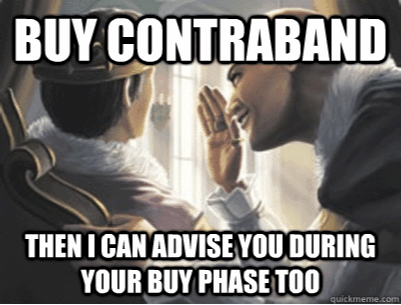 BUY CONTRABAND
THEN I CAN ADVISE YOU DURING
YOUR BUY PHASE TOO
quickmeme.com